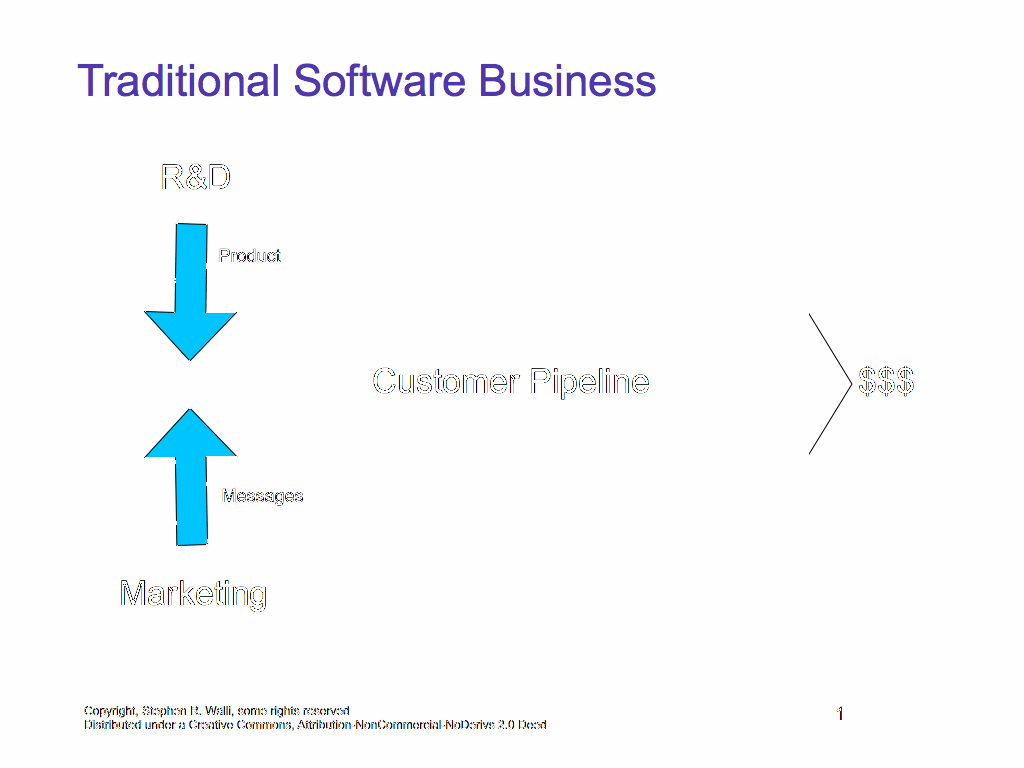 Traditional Software Business
R&D
Product
Customer Pipeline
$$$
Messages
Marketing
Copyright, Stephen R. Walli, some rights reserved
Distributed under a Creative Commons, Attribution-NonCommercial-NoDerivs 2.0 Deed
1